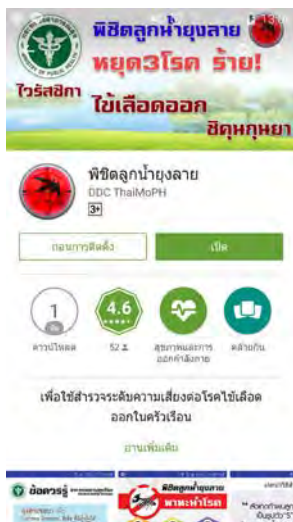 พิชิตลูกน้ำยุงลาย
หยุด3โรค ร้าย!
ไวรัสซิกา
ไข้เลือดออก
ชิคุนกุนยา
พิชิตลูกน้ำยุงลาย
DDC ThaiMoPH
3+
ถอนการติดตั้ง
เปิด
1
ดาวน์โหลด
4.6
52
สุขภาพและการ
ออกกำลังกาย
คล้ายกัน
เพื่อใช้สำรวจระดับความเสี่ยงต่อโรคไข้เลือด
ออกในครัวเรือน
อ่านเพิ่มเติม
ข้อควรรู้
พิชิตลูกน้ำยุงลาย
พาหะนำโรค